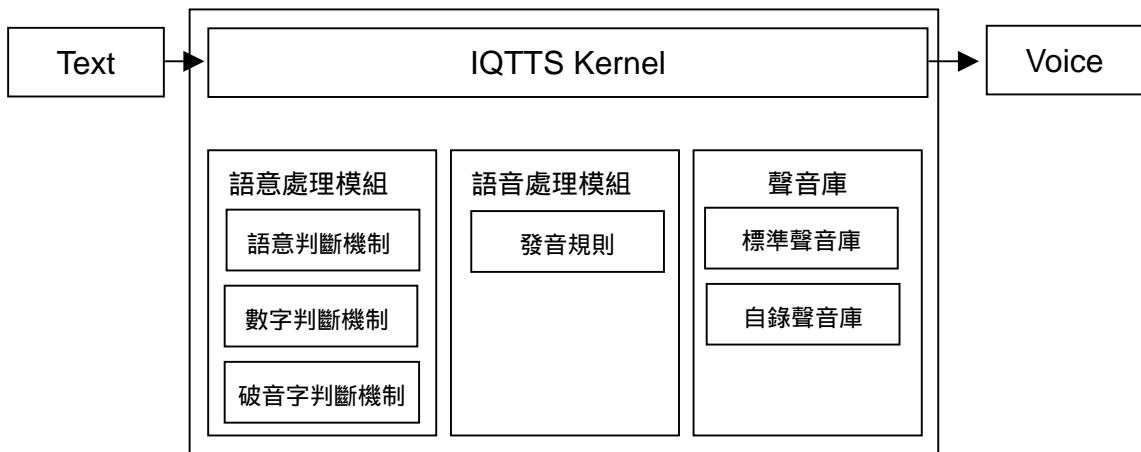 Text
IQTTS Kernel
Voice
語意處理模組
語意判斷機制
數字判斷機制
破音字判斷機制
語音處理模組
發音規則
聲音庫
標準聲音庫
自錄聲音庫